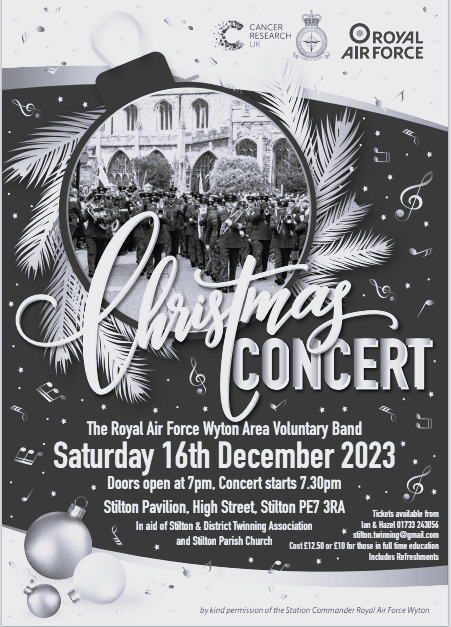 CANCER
RESEARCH
UK
ROYAL
AIR FORCE
Christmas
CONCERT
The Royal Air Force Wyton Area Voluntary Band
Saturday 16th December 2023
Doors open at 7pm, Concert starts 7.30pm
Stilton Pavilion, High Street, Stilton PE7 3RA
In aid of Stilton & District Twinning Association
and Stilton Parish Church
Tickets available from
Ian & Hazel 01733 243056
stilton.twinning@gmail.com
Cost £12.50 or £10 for those in full time education
Includes Refreshments
by kind permission of the Station Commander Royal Air Force Wyton